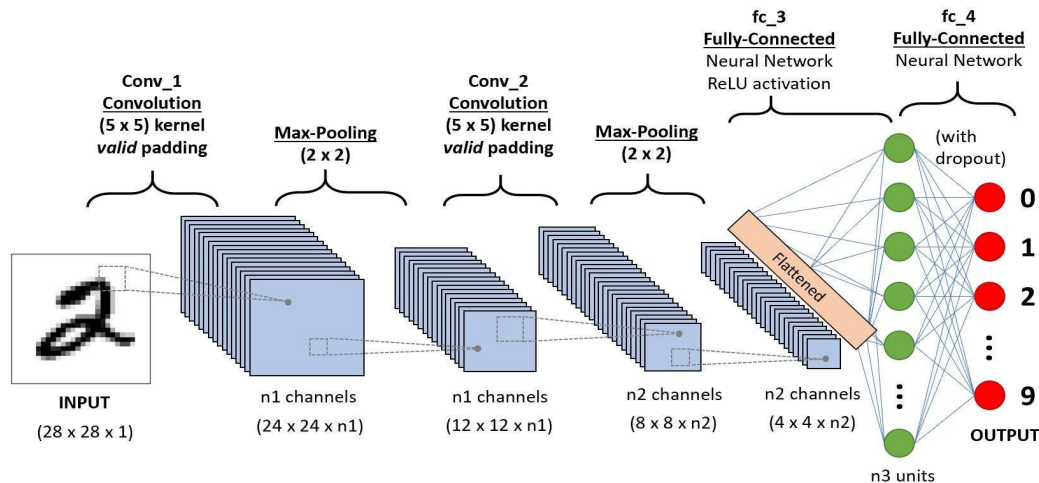 fc_3
Fully-Connected
Neural Network
ReLU activation
fc_4
Fully-Connected
Neural Network
Conv_1
Convolution
(5 x 5) kernel
valid padding
Max-Pooling
(2 x 2)
Conv_2
Convolution
(5 x 5) kernel
valid padding
Max-Pooling
(2 x 2)
(with
dropout)
Flattened
0
1
2
9
INPUT
(28 x 28 x 1)
n1 channels
(24 x 24 x n1)
n1 channels
(12 x 12 x n1)
n2 channels
(8 x 8 x n2)
n2 channels
(4 x 4 x n2)
OUTPUT
n3 units
2